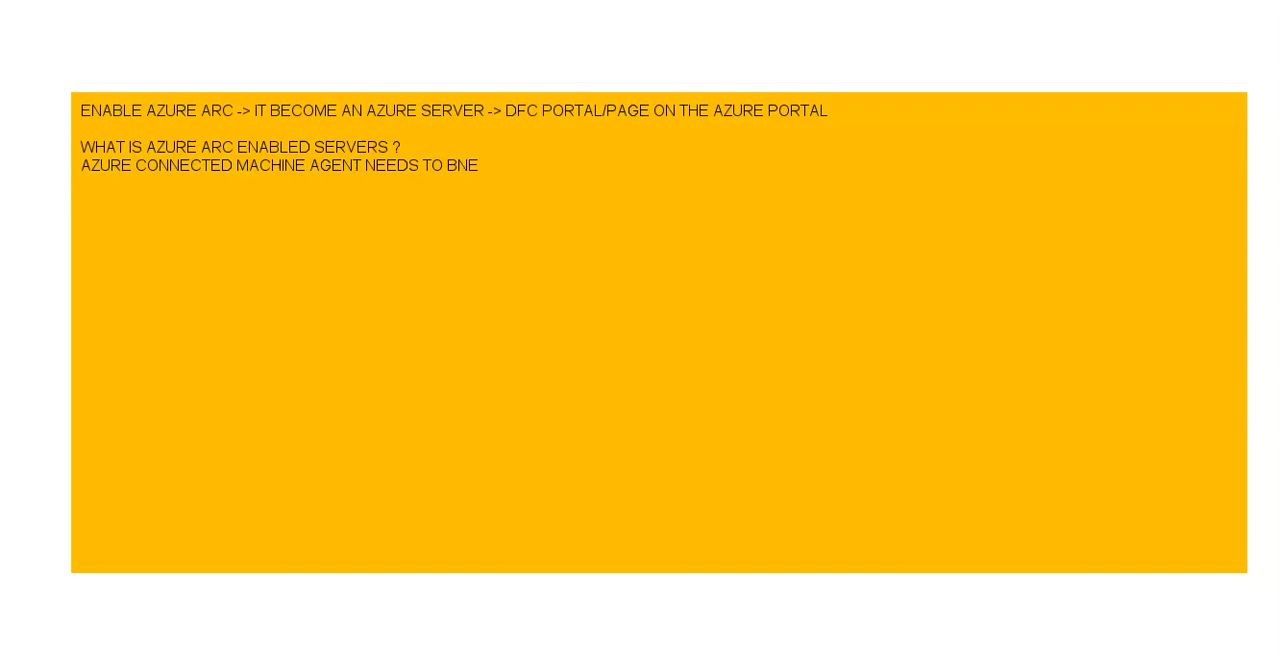 ENABLE AZURE ARC -> IT BECOME AN AZURE SERVER -> DFC PORTAL/PAGE ON THE AZURE PORTAL
WHAT IS AZURE ARC ENABLED SERVERS ?
AZURE CONNECTED MACHINE AGENT NEEDS TO BNE